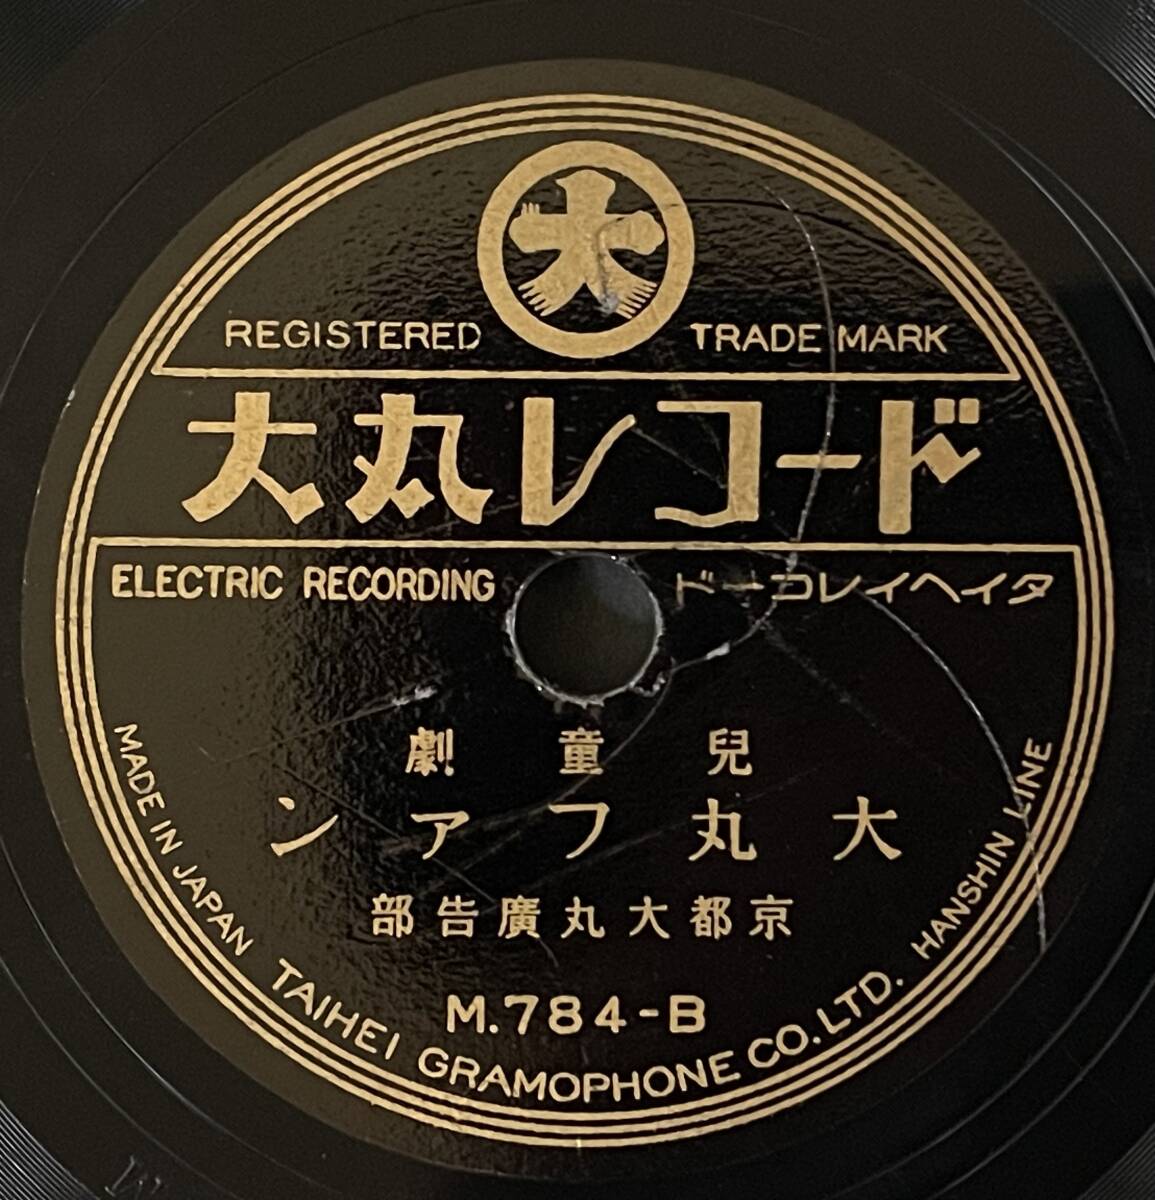 大
REGISTERED TRADE MARK
大丸レコード
ELECTRIC RECORDING
タイヘイレコード
兒童劇
大丸フアン
京都大丸廣告部
M.784-B
MADE IN JAPAN TAIHEI GRAMOPHONE CO. LTD. HANSHIN LINE